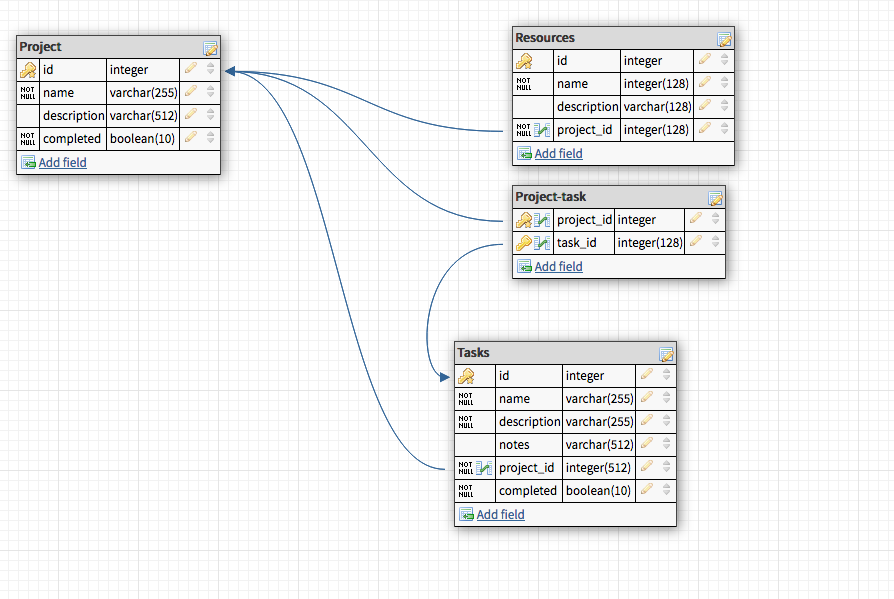 Project
id integer
NOT NULL name varchar(255)
description varchar(512)
NOT NULL completed boolean(10)
Add field
Resources
id integer
NOT NULL name integer(128)
description varchar(128)
NOT NULL project_id integer(128)
Add field
Project-task
project_id integer
task_id integer(128)
Add field
Tasks
id integer
NOT NULL name varchar(255)
NOT NULL description varchar(255)
notes varchar(512)
NOT NULL project_id integer(512)
NOT NULL completed boolean(10)
Add field